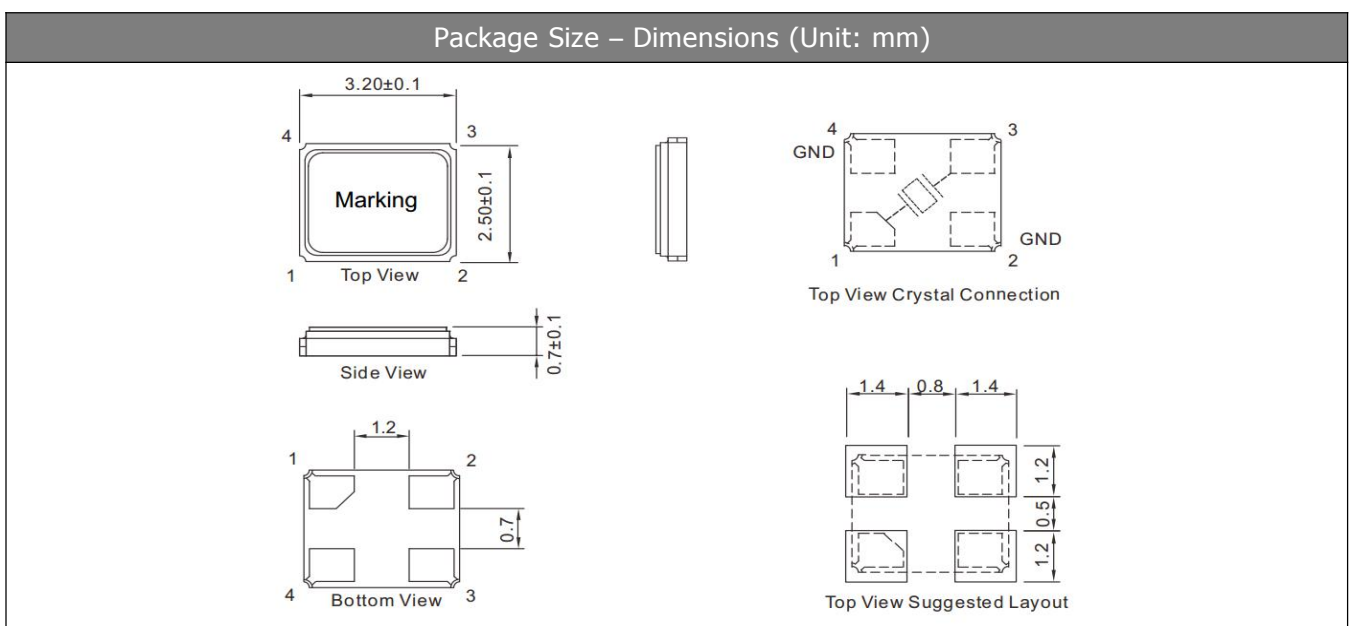 Package Size – Dimensions (Unit: mm)
3.20±0.1
4
3
Marking
2.50±0.1
1
Top View
2
4
3
GND
GND
1
2
Top View Crystal Connection
0.7±0.1
Side View
1.2
1
2
0.7
4
Bottom View
3
1.4
0.8
1.4
1.2
0.5
1.2
Top View Suggested Layout